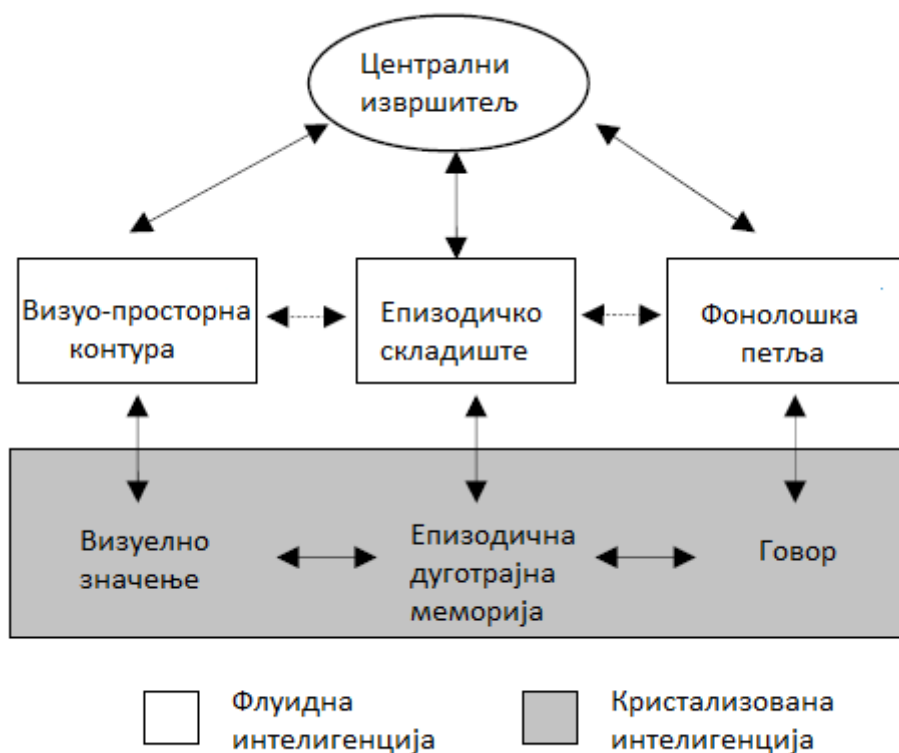 Централни
извршитељ
Визуо-просторна
контура
Епизодичко
складиште
Фонолошка
петља
Визуелно
значење
Епизодична
дуготрајна
меморија
Говор
Флуидна
интелигенција
Кристализована
интелигенција